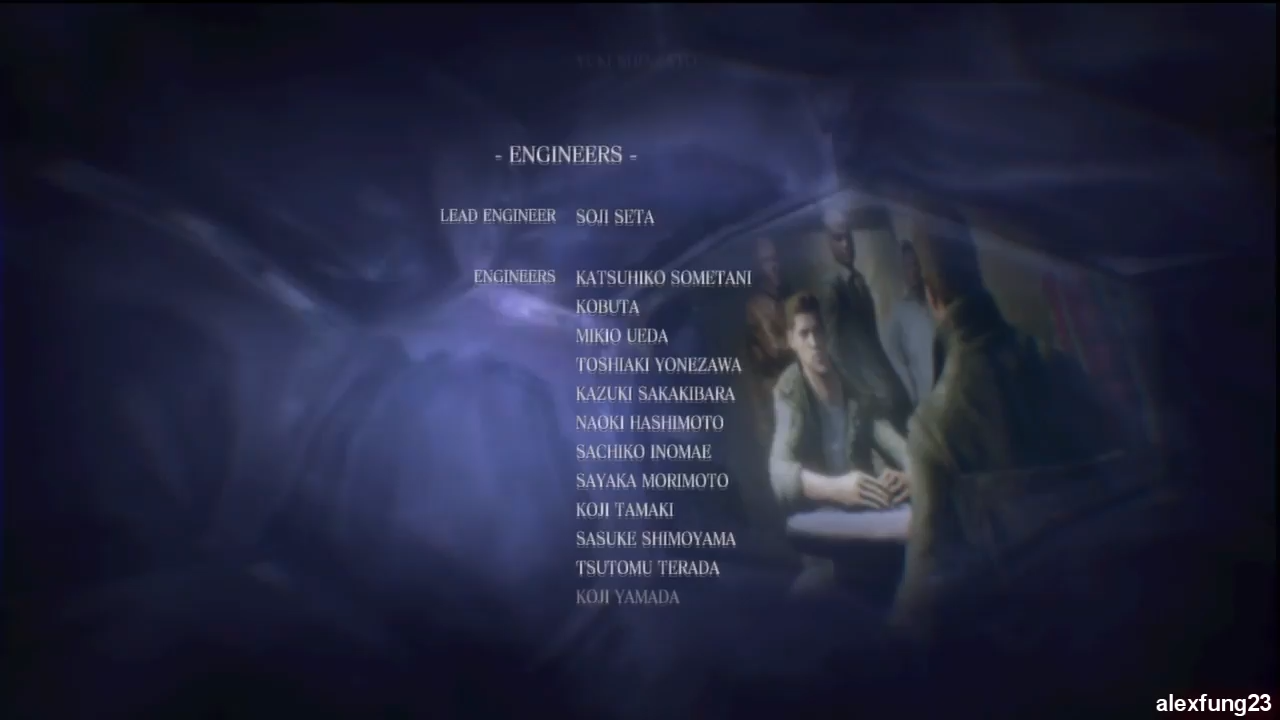 - ENGINEERS -
LEAD ENGINEER SOJI SETA
ENGINEERS KATSUHIKO SOMETANI
KOBUTA
MIKIO UEDA
TOSHIAKI YONEZAWA
KAZUKI SAKAKIBARA
NAOKI HASHIMOTO
SACHIKO INOMAE
SAYAKA MORIMOTO
KOJI TAMAKI
SASUKE SHIMOYAMA
TSUTOMU TERADA
KOJI YAMADA
alexfung23